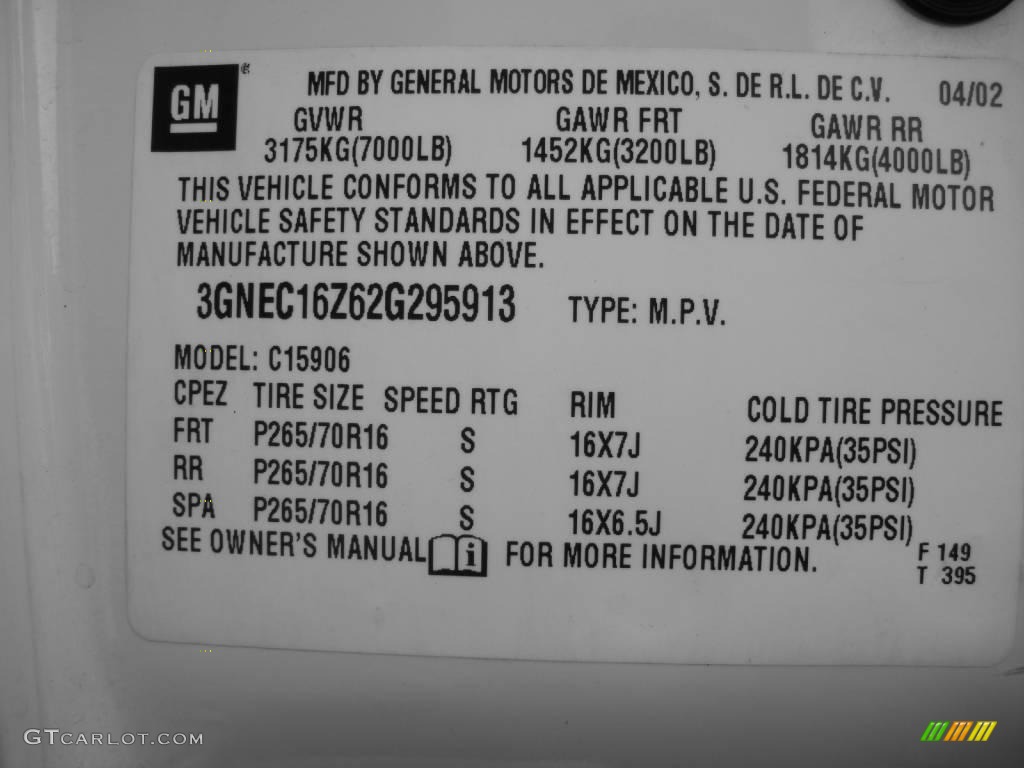 GM® MFD BY GENERAL MOTORS DE MEXICO, S. DE R.L. DE C.V. 04/02
GVWR GAWR FRT GAWR RR
3175KG(7000LB) 1452KG(3200LB) 1814KG(4000LB)
THIS VEHICLE CONFORMS TO ALL APPLICABLE U.S. FEDERAL MOTOR
VEHICLE SAFETY STANDARDS IN EFFECT ON THE DATE OF
MANUFACTURE SHOWN ABOVE.
3GNEC16Z62G295913 TYPE: M.P.V.
MODEL: C15906
CPEZ TIRE SIZE SPEED RTG RIM COLD TIRE PRESSURE
FRT P265/70R16 S 16X7J 240KPA(35PSI)
RR P265/70R16 S 16X7J 240KPA(35PSI)
SPA P265/70R16 S 16X6.5J 240KPA(35PSI)
SEE OWNER'S MANUAL i FOR MORE INFORMATION. F 149
T 395
GTCARLOT.COM